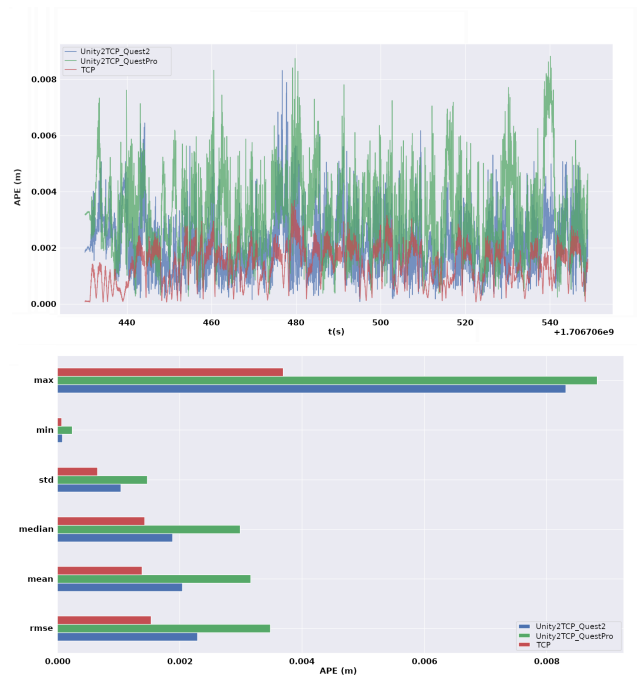 Unity2TCP_Quest2
Unity2TCP_QuestPro
TCP
0.008
0.006
0.004
0.002
0.000
APE (m)
440 460 480 500 520 540
t(s)
+1.706706e9
max
min
std
median
mean
rmse
Unity2TCP_Quest2
Unity2TCP_QuestPro
TCP
0.000 0.002 0.004 0.006 0.008
APE (m)